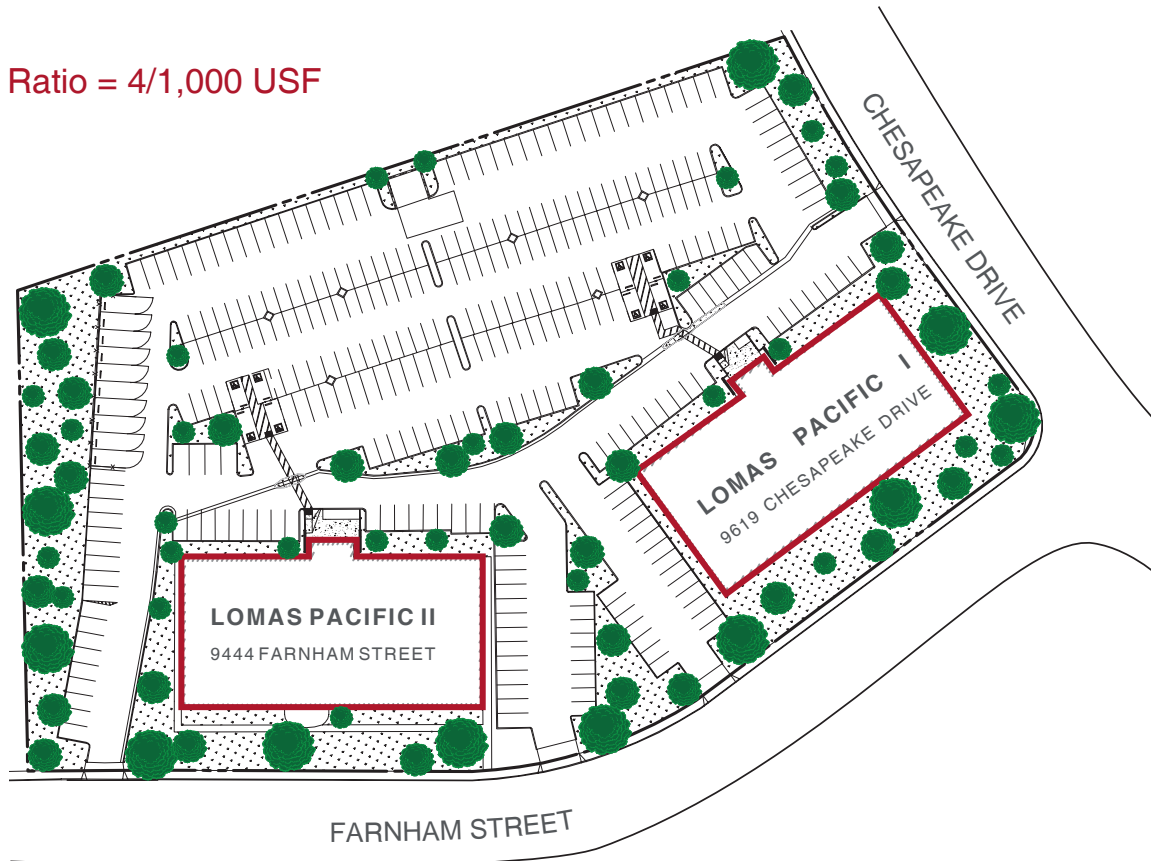 Ratio = 4/1,000 USF
CHESAPEAKE DRIVE
LOMAS PACIFIC I
9619 CHESAPEAKE DRIVE
LOMAS PACIFIC II
9444 FARNHAM STREET
FARNHAM STREET